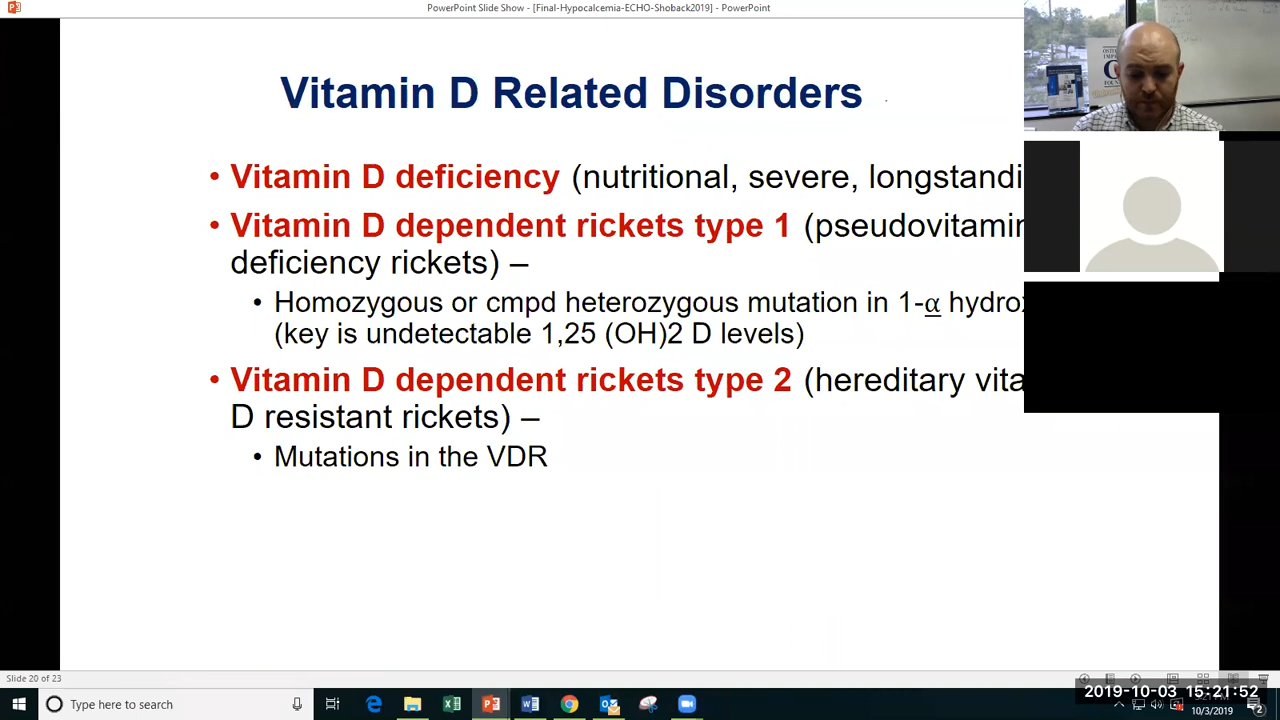 PowerPoint Slide Show - [Final-Hypocalcemia-ECHO-Shoback2019] - PowerPoint
Vitamin D Related Disorders
• Vitamin D deficiency (nutritional, severe, longstandi
• Vitamin D dependent rickets type 1 (pseudovitamin
deficiency rickets) –
• Homozygous or cmpd heterozygous mutation in 1-α hydrox
(key is undetectable 1,25 (OH)2 D levels)
• Vitamin D dependent rickets type 2 (hereditary vita
D resistant rickets) –
• Mutations in the VDR
Slide 20 of 23
Type here to search
2019-10-03 15:21:52
10/3/2019
2